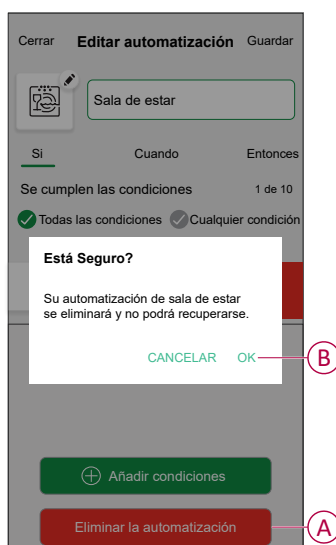 Cerrar Editar automatización Guardar
Sala de estar
Si Cuando Entonces
Se cumplen las condiciones 1 de 10
Todas las condiciones Cualquier condición
Está Seguro?
Su automatización de sala de estar
se eliminará y no podrá recuperarse.
CANCELAR OK
B
Añadir condiciones
Eliminar la automatización
A